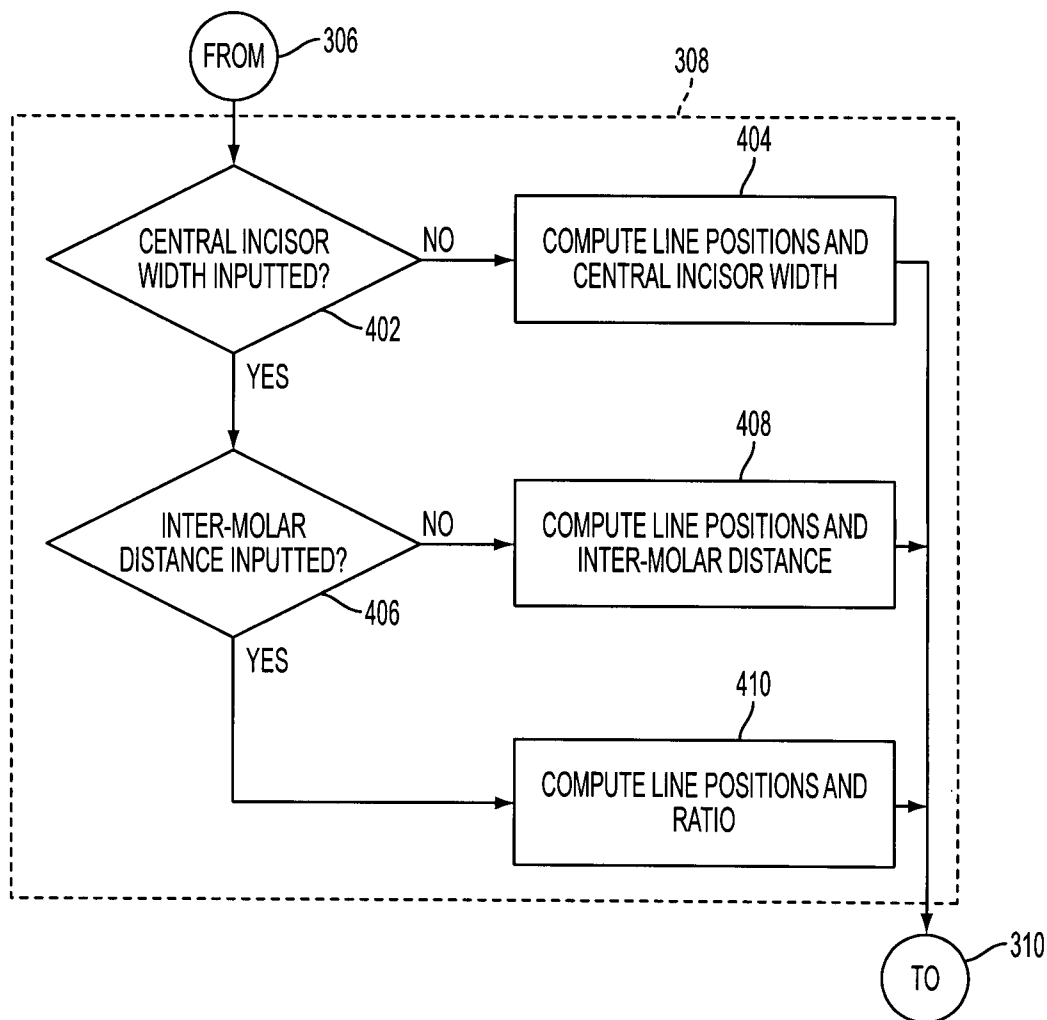 FROM
306
308
404
CENTRAL INCISOR
WIDTH INPUTTED?
NO
COMPUTE LINE POSITIONS AND
CENTRAL INCISOR WIDTH
402
YES
408
INTER-MOLAR
DISTANCE INPUTTED?
NO
COMPUTE LINE POSITIONS AND
INTER-MOLAR DISTANCE
406
YES
410
COMPUTE LINE POSITIONS AND
RATIO
TO
310